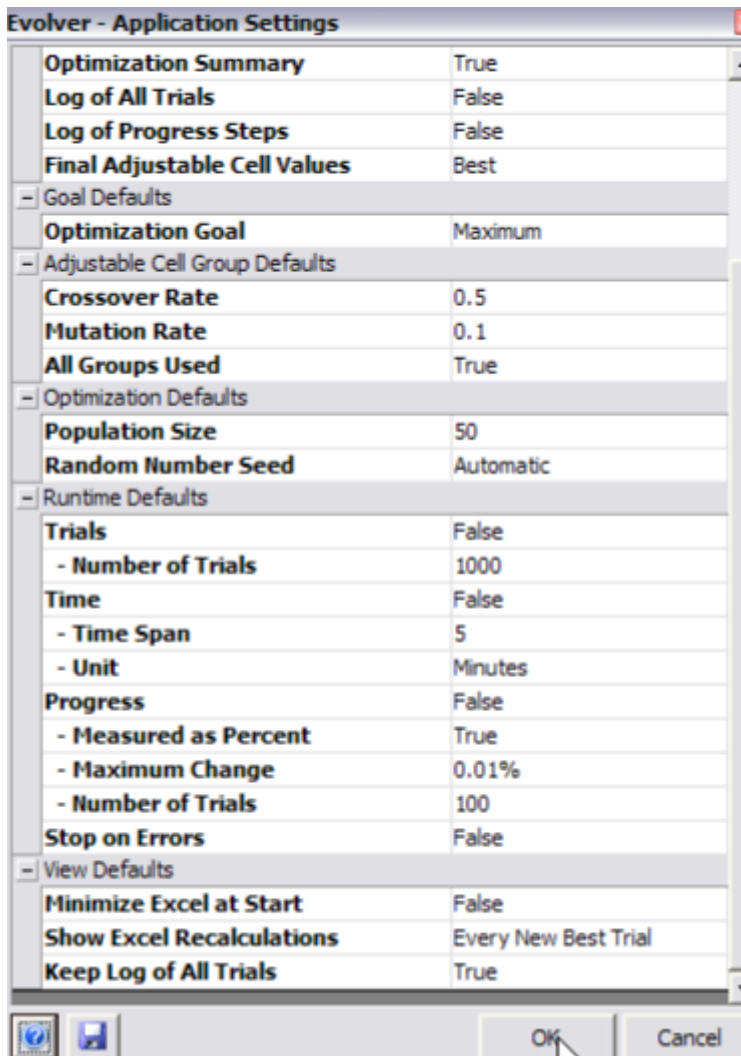 Evolver - Application Settings
Optimization Summary True
Log of All Trials False
Log of Progress Steps False
Final Adjustable Cell Values Best
Goal Defaults
Optimization Goal Maximum
Adjustable Cell Group Defaults
Crossover Rate 0.5
Mutation Rate 0.1
All Groups Used True
Optimization Defaults
Population Size 50
Random Number Seed Automatic
Runtime Defaults
Trials False
- Number of Trials 1000
Time False
- Time Span 5
- Unit Minutes
Progress False
- Measured as Percent True
- Maximum Change 0.01%
- Number of Trials 100
Stop on Errors False
View Defaults
Minimize Excel at Start False
Show Excel Recalculations Every New Best Trial
Keep Log of All Trials True
OK Cancel